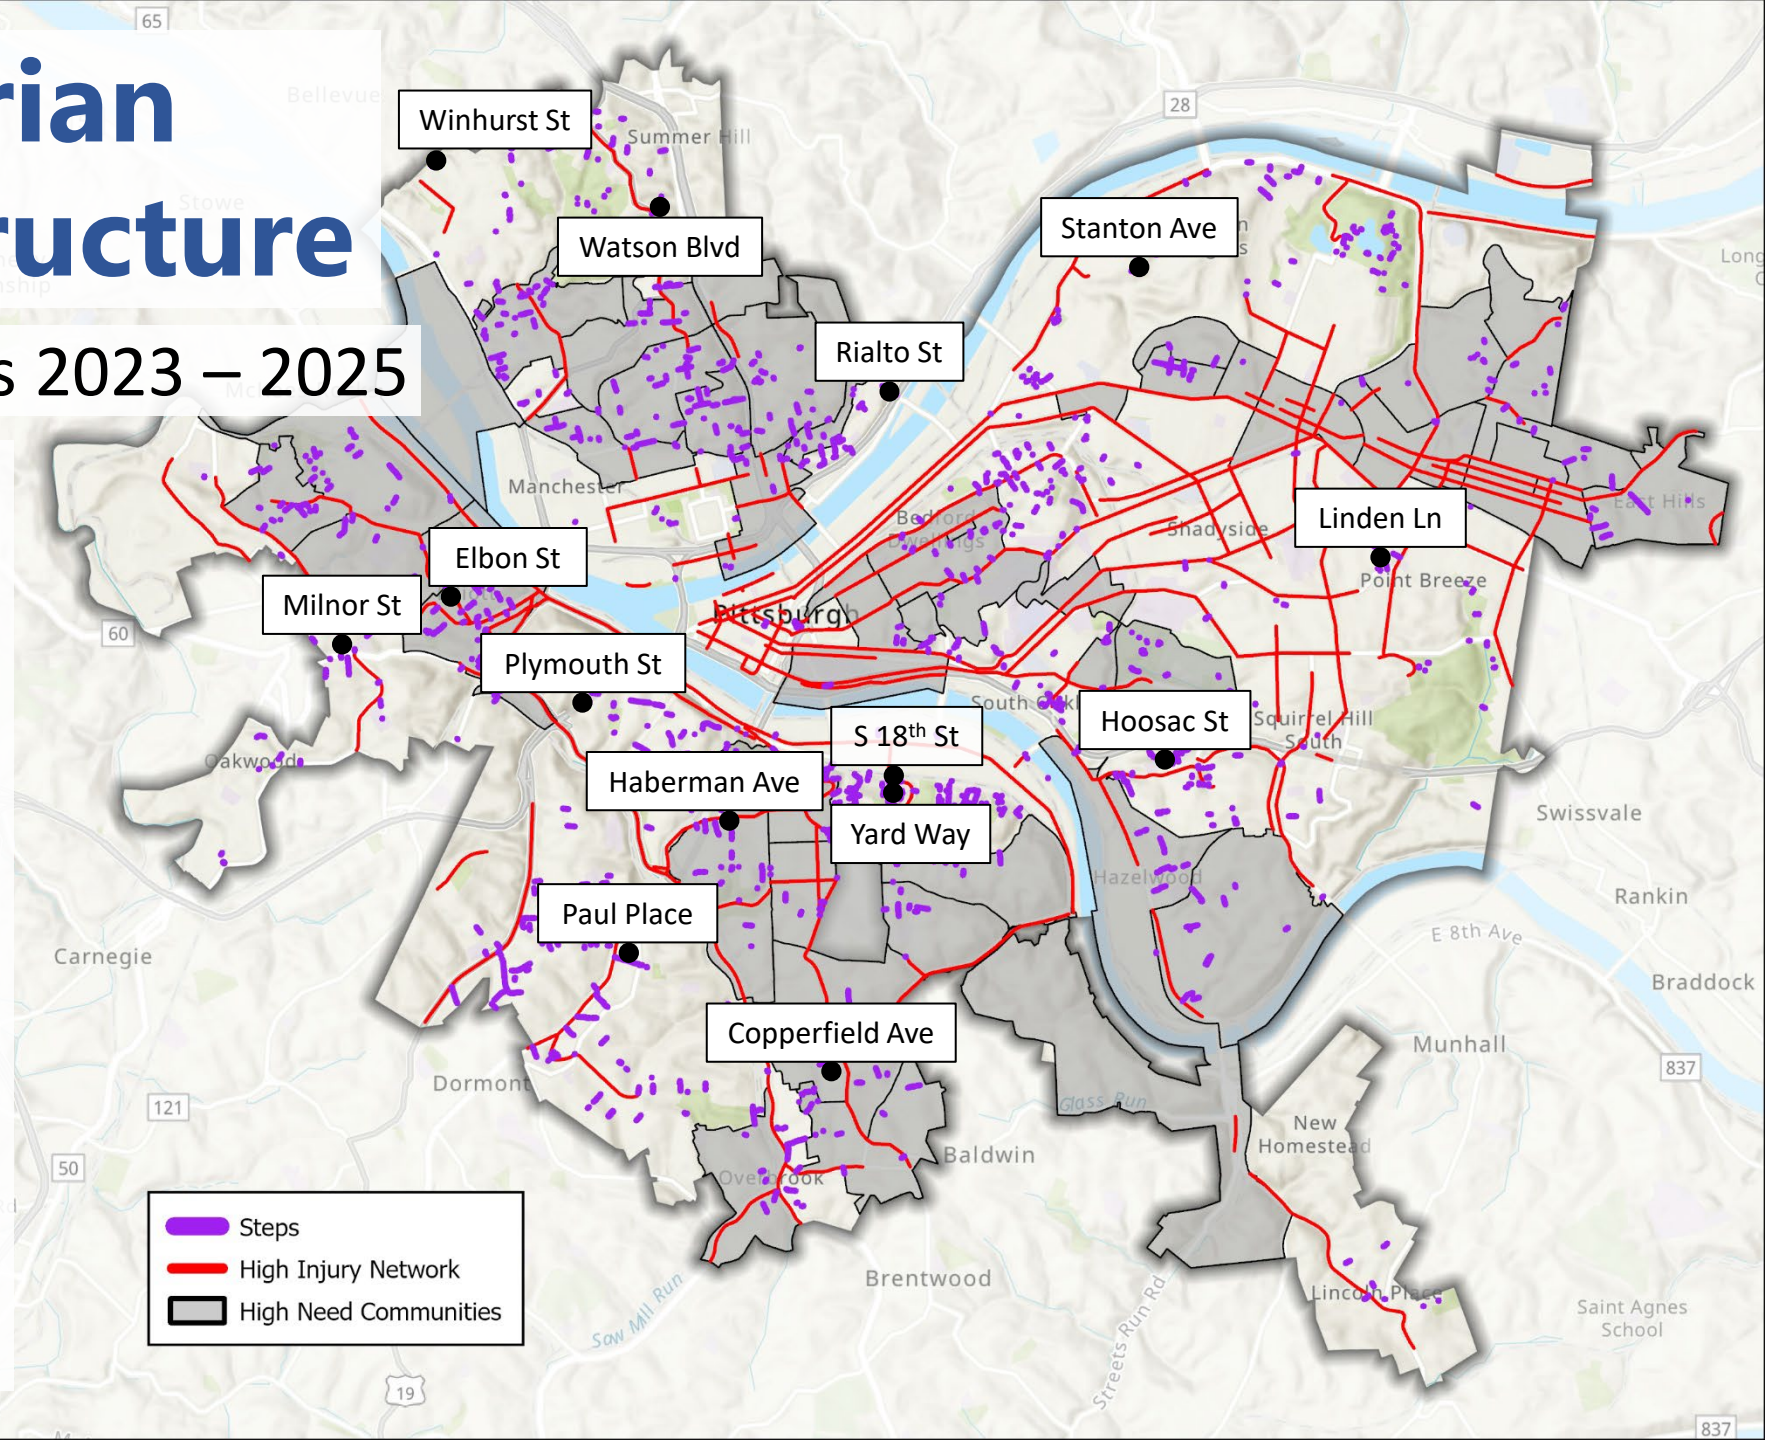 65
rian
Bellevue
Winhurst St
28
Summer Hill
Stowe
ructure
Watson Blvd
Stanton Ave
s 2023 – 2025
Rialto St
Manchester
Bedford
Dwellings
Shadyside
Linden Ln
East Hills
Elbon St
Point Breeze
Milnor St
Pittsburgh
60
Plymouth St
South Oakl
Hoosac St
Squirrel Hill
South
S 18th St
Oakwood
Haberman Ave
Yard Way
Swissvale
Hazelwood
Rankin
Paul Place
E 8th Ave
Carnegie
Braddock
Copperfield Ave
Munhall
837
Dormont
121
Glass Run
New
Homestead
Baldwin
50
Overbrook
Steps
High Injury Network
High Need Communities
Brentwood
Saw Mill Run
Streets Run Rd
Lincoln Place
Saint Agnes
School
19
837